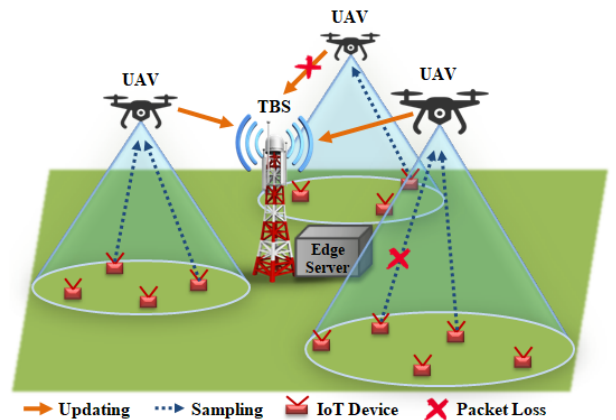 UAV
UAV
UAV
TBS
Edge
Server
Updating
Sampling
IoT Device
Packet Loss